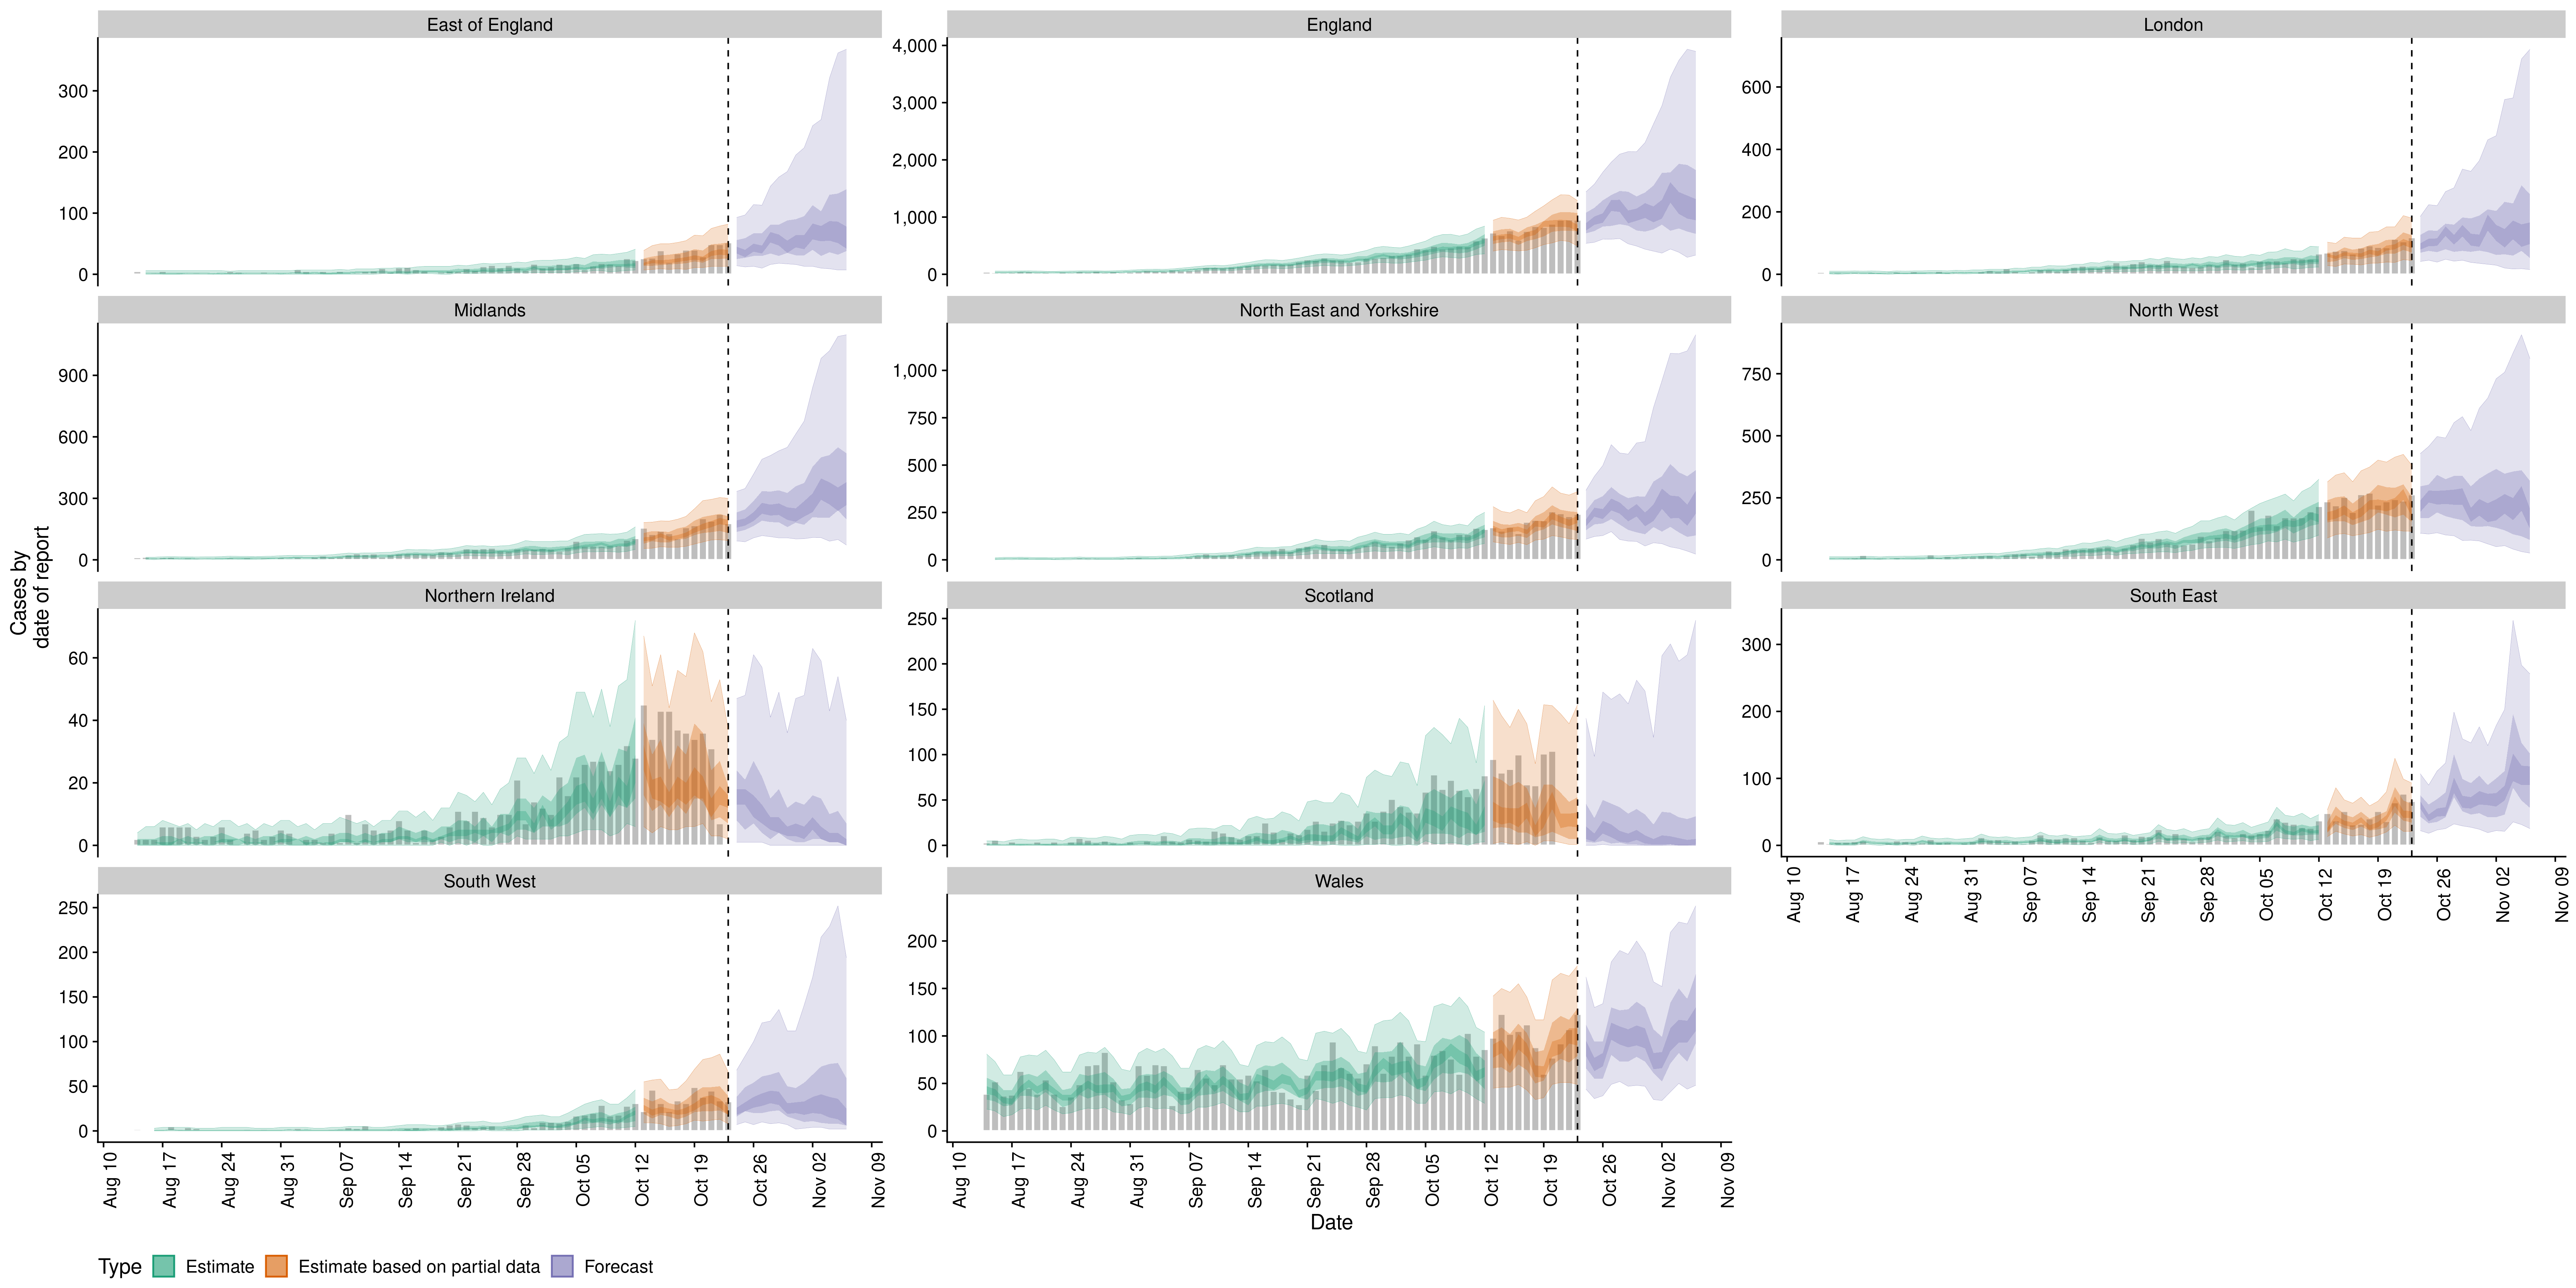 East of England
England
London
300
200
100
0
4,000
3,000
2,000
1,000
0
600
400
200
0
Midlands
North East and Yorkshire
North West
900
600
300
0
1,000
750
500
250
0
750
500
250
0
Cases by
date of report
Northern Ireland
Scotland
South East
60
40
20
0
250
200
150
100
50
0
300
200
100
0
Aug 10
Aug 17
Aug 24
Aug 31
Sep 07
Sep 14
Sep 21
Sep 28
Oct 05
Oct 12
Oct 19
Oct 26
Nov 02
Nov 09
South West
Wales
250
200
150
100
50
0
200
150
100
50
0
Aug 10
Aug 17
Aug 24
Aug 31
Sep 07
Sep 14
Sep 21
Sep 28
Oct 05
Oct 12
Oct 19
Oct 26
Nov 02
Nov 09
Aug 10
Aug 17
Aug 24
Aug 31
Sep 07
Sep 14
Sep 21
Sep 28
Oct 05
Oct 12
Oct 19
Oct 26
Nov 02
Nov 09
Date
Type Estimate Estimate based on partial data Forecast